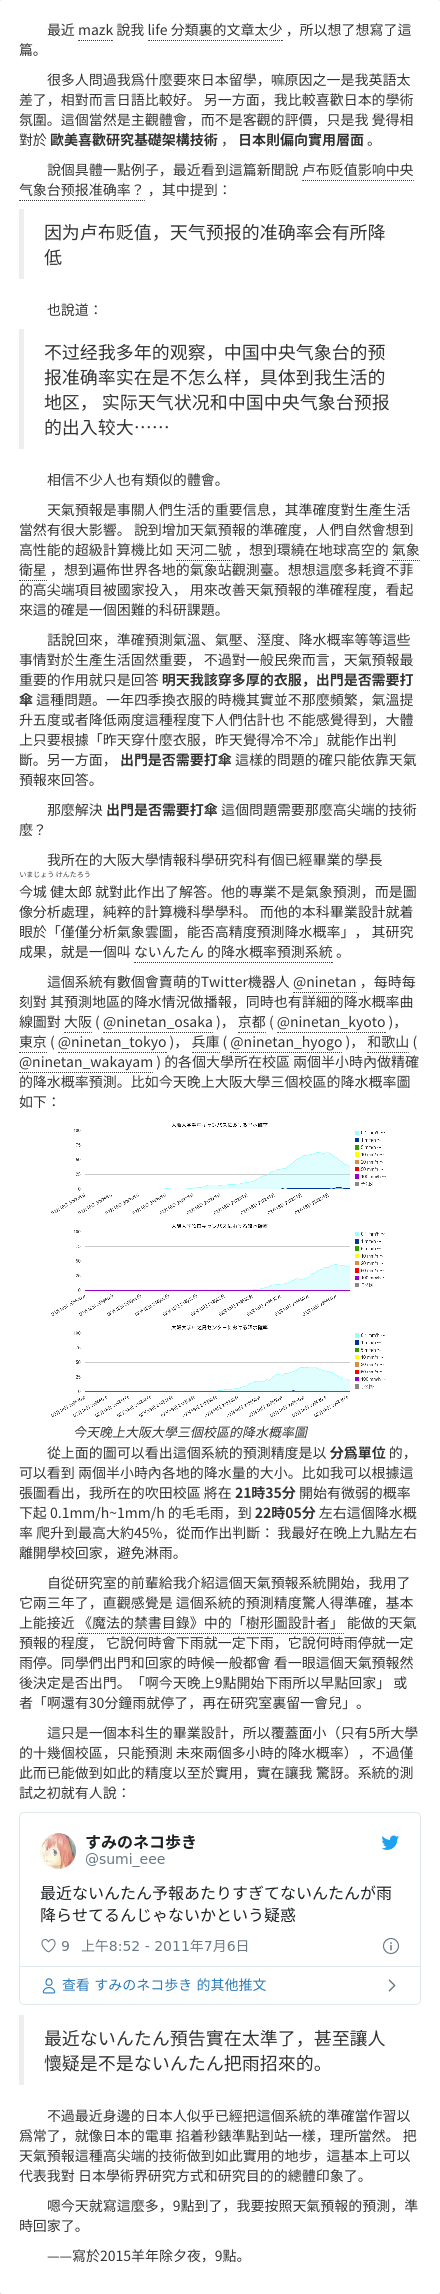 最近 mazk 說我 life 分類裏的文章太少 ，所以想了想寫了這
篇。
很多人問過我爲什麼要來日本留學，嘛原因之一是我英語太
差了，相對而言日語比較好。 另一方面，我比較喜歡日本的學術
氛圍。這個當然是主觀體會，而不是客觀的評價，只是我 覺得相
對於 歐美喜歡研究基礎架構技術 ， 日本則偏向實用層面 。
說個具體一點例子，最近看到這篇新聞說 卢布贬值影响中央
气象台预报准确率？ ，其中提到：
因为卢布贬值，天气预报的准确率会有所降
低
也說道：
不过经我多年的观察，中国中央气象台的预
报准确率实在是不怎么样，具体到我生活的
地区， 实际天气状况和中国中央气象台预报
的出入较大……
相信不少人也有類似的體會。
天氣預報是事關人們生活的重要信息，其準確度對生產生活
當然有很大影響。 說到增加天氣預報的準確度，人們自然會想到
高性能的超級計算機比如 天河二號 ，想到環繞在地球高空的 氣象
衛星 ，想到遍佈世界各地的氣象站觀測臺。想想這麼多耗資不菲
的高尖端項目被國家投入， 用來改善天氣預報的準確程度，看起
來這的確是一個困難的科研課題。
話說回來，準確預測氣溫、氣壓、溼度、降水概率等等這些
事情對於生產生活固然重要， 不過對一般民衆而言，天氣預報最
重要的作用就只是回答 明天我該穿多厚的衣服，出門是否需要打
傘 這種問題。一年四季換衣服的時機其實並不那麼頻繁，氣溫提
升五度或者降低兩度這種程度下人們估計也 不能感覺得到，大體
上只要根據「昨天穿什麼衣服，昨天覺得冷不冷」就能作出判
斷。另一方面， 出門是否需要打傘 這樣的問題的確只能依靠天氣
預報來回答。
那麼解決 出門是否需要打傘 這個問題需要那麼高尖端的技術
麼？
我所在的大阪大學情報科學研究科有個已經畢業的學長
いまじょう けんたろう
今城 健太郎 就對此作出了解答。他的專業不是氣象預測，而是圖
像分析處理，純粹的計算機科學學科。 而他的本科畢業設計就着
眼於「僅僅分析氣象雲圖，能否高精度預測降水概率」， 其研究
成果，就是一個叫 ないんたん 的降水概率預測系統 。
這個系統有數個會賣萌的Twitter機器人 @ninetan ，每時每
刻對 其預測地區的降水情況做播報，同時也有詳細的降水概率曲
線圖對 大阪 ( @ninetan_osaka )， 京都 ( @ninetan_kyoto )，
東京 ( @ninetan_tokyo )， 兵庫 ( @ninetan_hyogo )， 和歌山 (
@ninetan_wakayam ) 的各個大學所在校區 兩個半小時內做精確
的降水概率預測。比如今天晚上大阪大學三個校區的降水概率圖
如下：
今天晚上大阪大學三個校區的降水概率圖
從上面的圖可以看出這個系統的預測精度是以 分爲單位 的，
可以看到 兩個半小時內各地的降水量的大小。比如我可以根據這
張圖看出，我所在的吹田校區 將在 21時35分 開始有微弱的概率
下起 0.1mm/h~1mm/h 的毛毛雨，到 22時05分 左右這個降水概
率 爬升到最高大約45%，從而作出判斷： 我最好在晚上九點左右
離開學校回家，避免淋雨。
自從研究室的前輩給我介紹這個天氣預報系統開始，我用了
它兩三年了，直觀感覺是 這個系統的預測精度驚人得準確，基本
上能接近 《魔法的禁書目錄》中的「樹形圖設計者」 能做的天氣
預報的程度， 它說何時會下雨就一定下雨，它說何時雨停就一定
雨停。同學們出門和回家的時候一般都會 看一眼這個天氣預報然
後決定是否出門。「啊今天晚上9點開始下雨所以早點回家」 或
者「啊還有30分鐘雨就停了，再在研究室裏留一會兒」。
這只是一個本科生的畢業設計，所以覆蓋面小（只有5所大學
的十幾個校區，只能預測 未來兩個多小時的降水概率），不過僅
此而已能做到如此的精度以至於實用，實在讓我 驚訝。系統的測
試之初就有人說：
すみのネコ歩き
@sumi_eee
最近ないんたん予報あたりすぎてないんたんが雨
降らせてるんじゃないかという疑惑
9 上午8:52 - 2011年7月6日
查看 すみのネコ歩き 的其他推文
最近ないんたん預告實在太準了，甚至讓人
懷疑是不是ないんたん把雨招來的。
不過最近身邊的日本人似乎已經把這個系統的準確當作習以
爲常了，就像日本的電車 掐着秒錶準點到站一樣，理所當然。 把
天氣預報這種高尖端的技術做到如此實用的地步，這基本上可以
代表我對 日本學術界研究方式和研究目的的總體印象了。
嗯今天就寫這麼多，9點到了，我要按照天氣預報的預測，準
時回家了。
——寫於2015羊年除夕夜，9點。